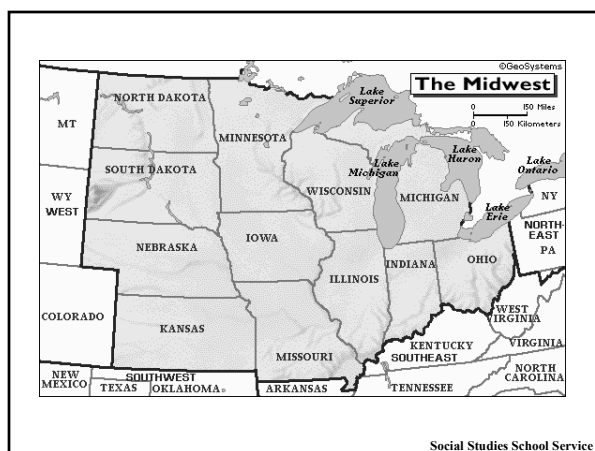 ©GeoSystems
The Midwest
Lake
Superior
0 150 Miles
0 150 Kilometers
NORTH DAKOTA
MT
MINNESOTA
Lake
Huron
Lake
Michigan
Lake
Ontario
SOUTH DAKOTA
WISCONSIN
MICHIGAN
WY
WEST
NY
Lake
Erie
NORTH-
EAST
PA
NEBRASKA
IOWA
ILLINOIS
INDIANA
OHIO
COLORADO
KANSAS
MISSOURI
WEST
VIRGINIA
KENTUCKY
SOUTHEAST
VIRGINIA
NEW
MEXICO
SOUTHWEST
TEXAS
OKLAHOMA
ARKANSAS
TENNESSEE
NORTH
CAROLINA
Social Studies School Service